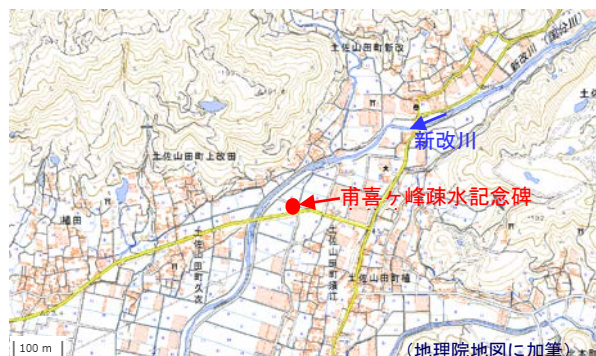 土佐山田町新改
新改川（国分川）
新改川
土佐山田町上改田
甫喜ヶ峰疎水記念碑
植田
土佐山田町久次
土佐山田町須江
土佐山田町植
100 m
（地理院地図に加筆）